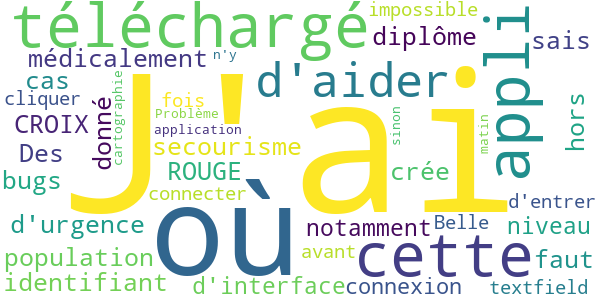 téléchargé
impossible
appli
diplôme
sais
médicalement
n'y
d'aider
cas
cartographie
J'ai
cliquer
donné
fois
Problème
application
CROIX
sinon
matin
hors
Des
secourisme
où
cette
bugs
ROUGE
crée
connecter
d'entrer
d'urgence
notamment
Belle
niveau
population
avant
faut
identifiant
d'interface
connexion
textfield